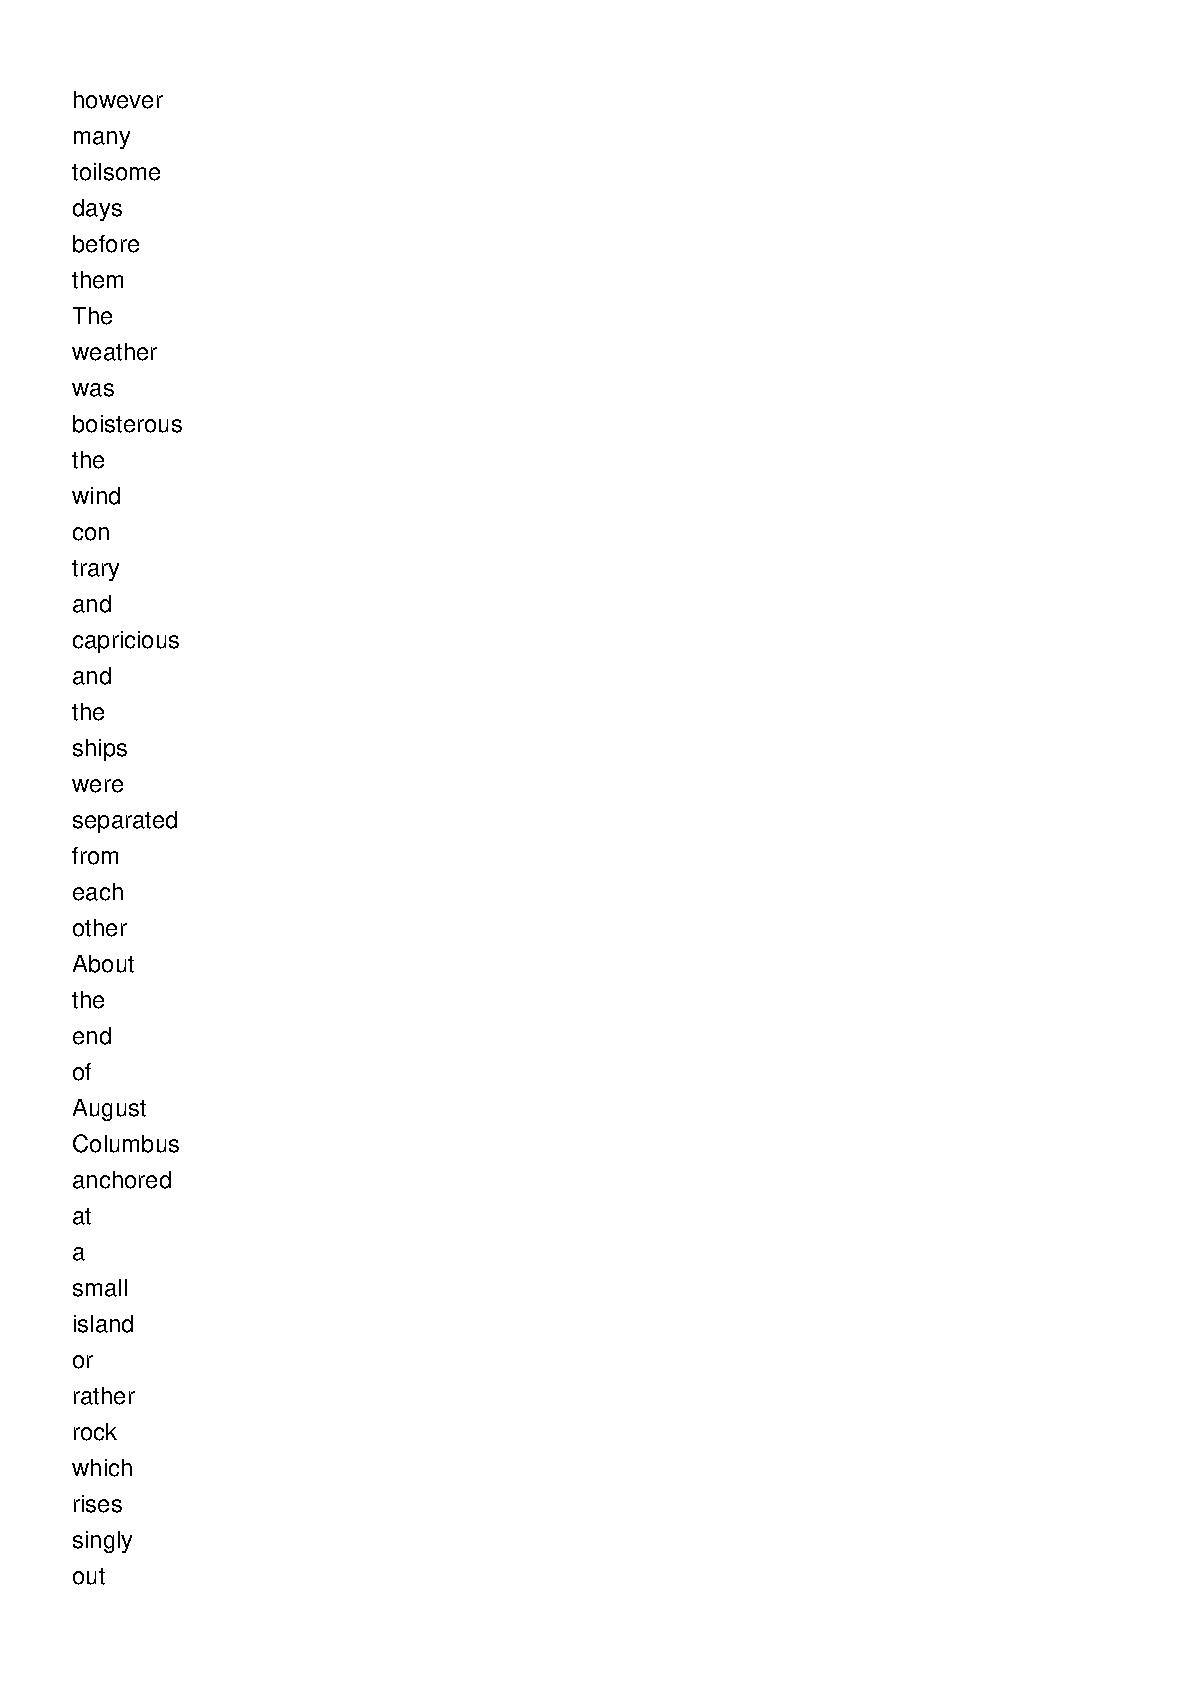 however
many
toilsome
days
before
them
The
weather
was
boisterous
the
wind
con
trary
and
capricious
and
the
ships
were
separated
from
each
other
About
the
end
of
August
Columbus
anchored
at
a
small
island
or
rather
rock
which
rises
singly
out